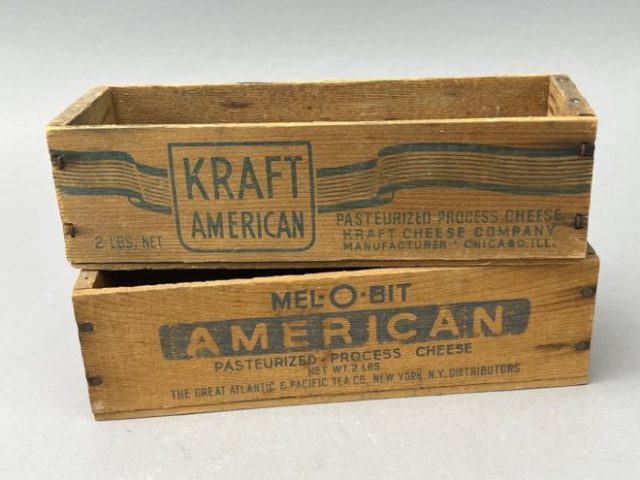 KRAFT
AMERICAN
2 LBS. NET
PASTEURIZED PROCESS CHEESE
KRAFT CHEESE COMPANY
MANUFACTURER · CHICAGO, ILL.
MEL-O-BIT
AMERICAN
PASTEURIZED PROCESS CHEESE
NET WT. 2 LBS
THE GREAT ATLANTIC & PACIFIC TEA CO. NEW YORK, N.Y. DISTRIBUTORS